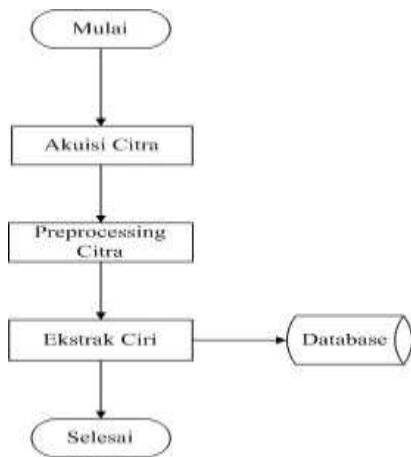 Mulai
Akuisi Citra
Preprocessing
Citra
Ekstrak Ciri
Database
Selesai